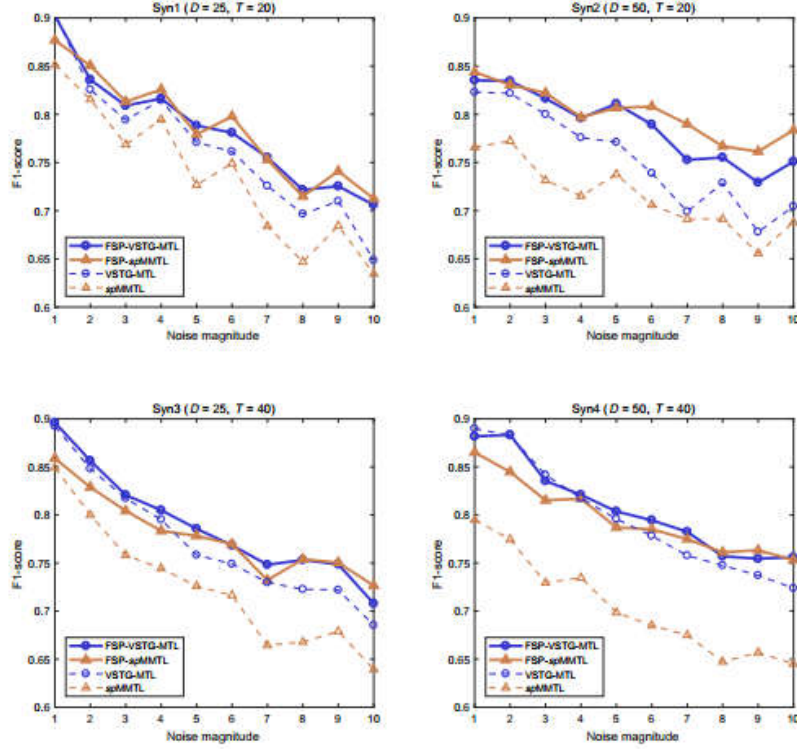 Syn1 (D = 25, T = 20)
0.9
0.85
0.8
0.75
0.7
0.65
0.6
F1-score
FSP-VSTG-MTL
FSP-spMMTL
VSTG-MTL
spMMTL
1 2 3 4 5 6 7 8 9 10
Noise magnitude
Syn2 (D = 50, T = 20)
0.9
0.85
0.8
0.75
0.7
0.65
0.6
F1-score
FSP-VSTG-MTL
FSP-spMMTL
VSTG-MTL
spMMTL
1 2 3 4 5 6 7 8 9 10
Noise magnitude
Syn3 (D = 25, T = 40)
0.9
0.85
0.8
0.75
0.7
0.65
0.6
F1-score
FSP-VSTG-MTL
FSP-spMMTL
VSTG-MTL
spMMTL
1 2 3 4 5 6 7 8 9 10
Noise magnitude
Syn4 (D = 50, T = 40)
0.9
0.85
0.8
0.75
0.7
0.65
0.6
F1-score
FSP-VSTG-MTL
FSP-spMMTL
VSTG-MTL
spMMTL
1 2 3 4 5 6 7 8 9 10
Noise magnitude